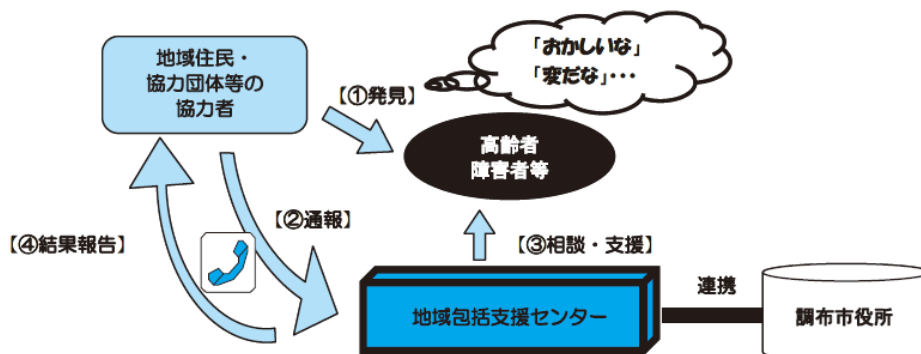 地域住民・
協力団体等の
協力者
「おかしいな」
「変だな」・・・
【①発見】
高齢者
障害者等
【②通報】
【④結果報告】
【③相談・支援】
地域包括支援センター
連携
調布市役所